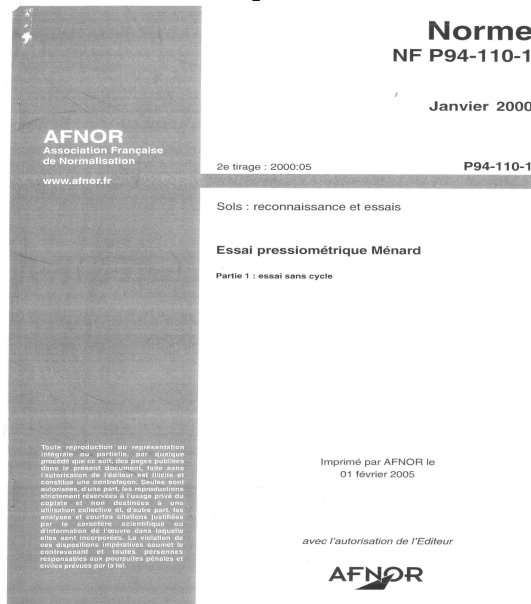 Norme
NF P94-110-1
Janvier 2000
AFNOR
Association Française
de Normalisation
www.afnor.fr
2e tirage : 2000:05
P94-110-1
Sols : reconnaissance et essais
Essai pressiométrique Ménard
Partie 1 : essai sans cycle
Toute reproduction ou représentation
intégrale ou partielle, par quelque
procédé que ce soit, des pages publiées
dans le présent document, faite sans
l'autorisation de l'éditeur est illicite et
constitue une contrefaçon. Seules sont
autorisées, d'une part, les reproductions
strictement réservées à l'usage privé du
copiste et non destinées à une
utilisation collective et, d'autre part, les
analyses et courtes citations justifiées
par le caractère scientifique ou
d'information de l'œuvre dans laquelle
elles sont incorporées. La violation de
ces dispositions impératives soumet le
contrevenant et toutes personnes
responsables aux poursuites pénales et
civiles prévues par la loi.
Imprimé par AFNOR le
01 février 2005
avec l'autorisation de l'Editeur
AFNOR